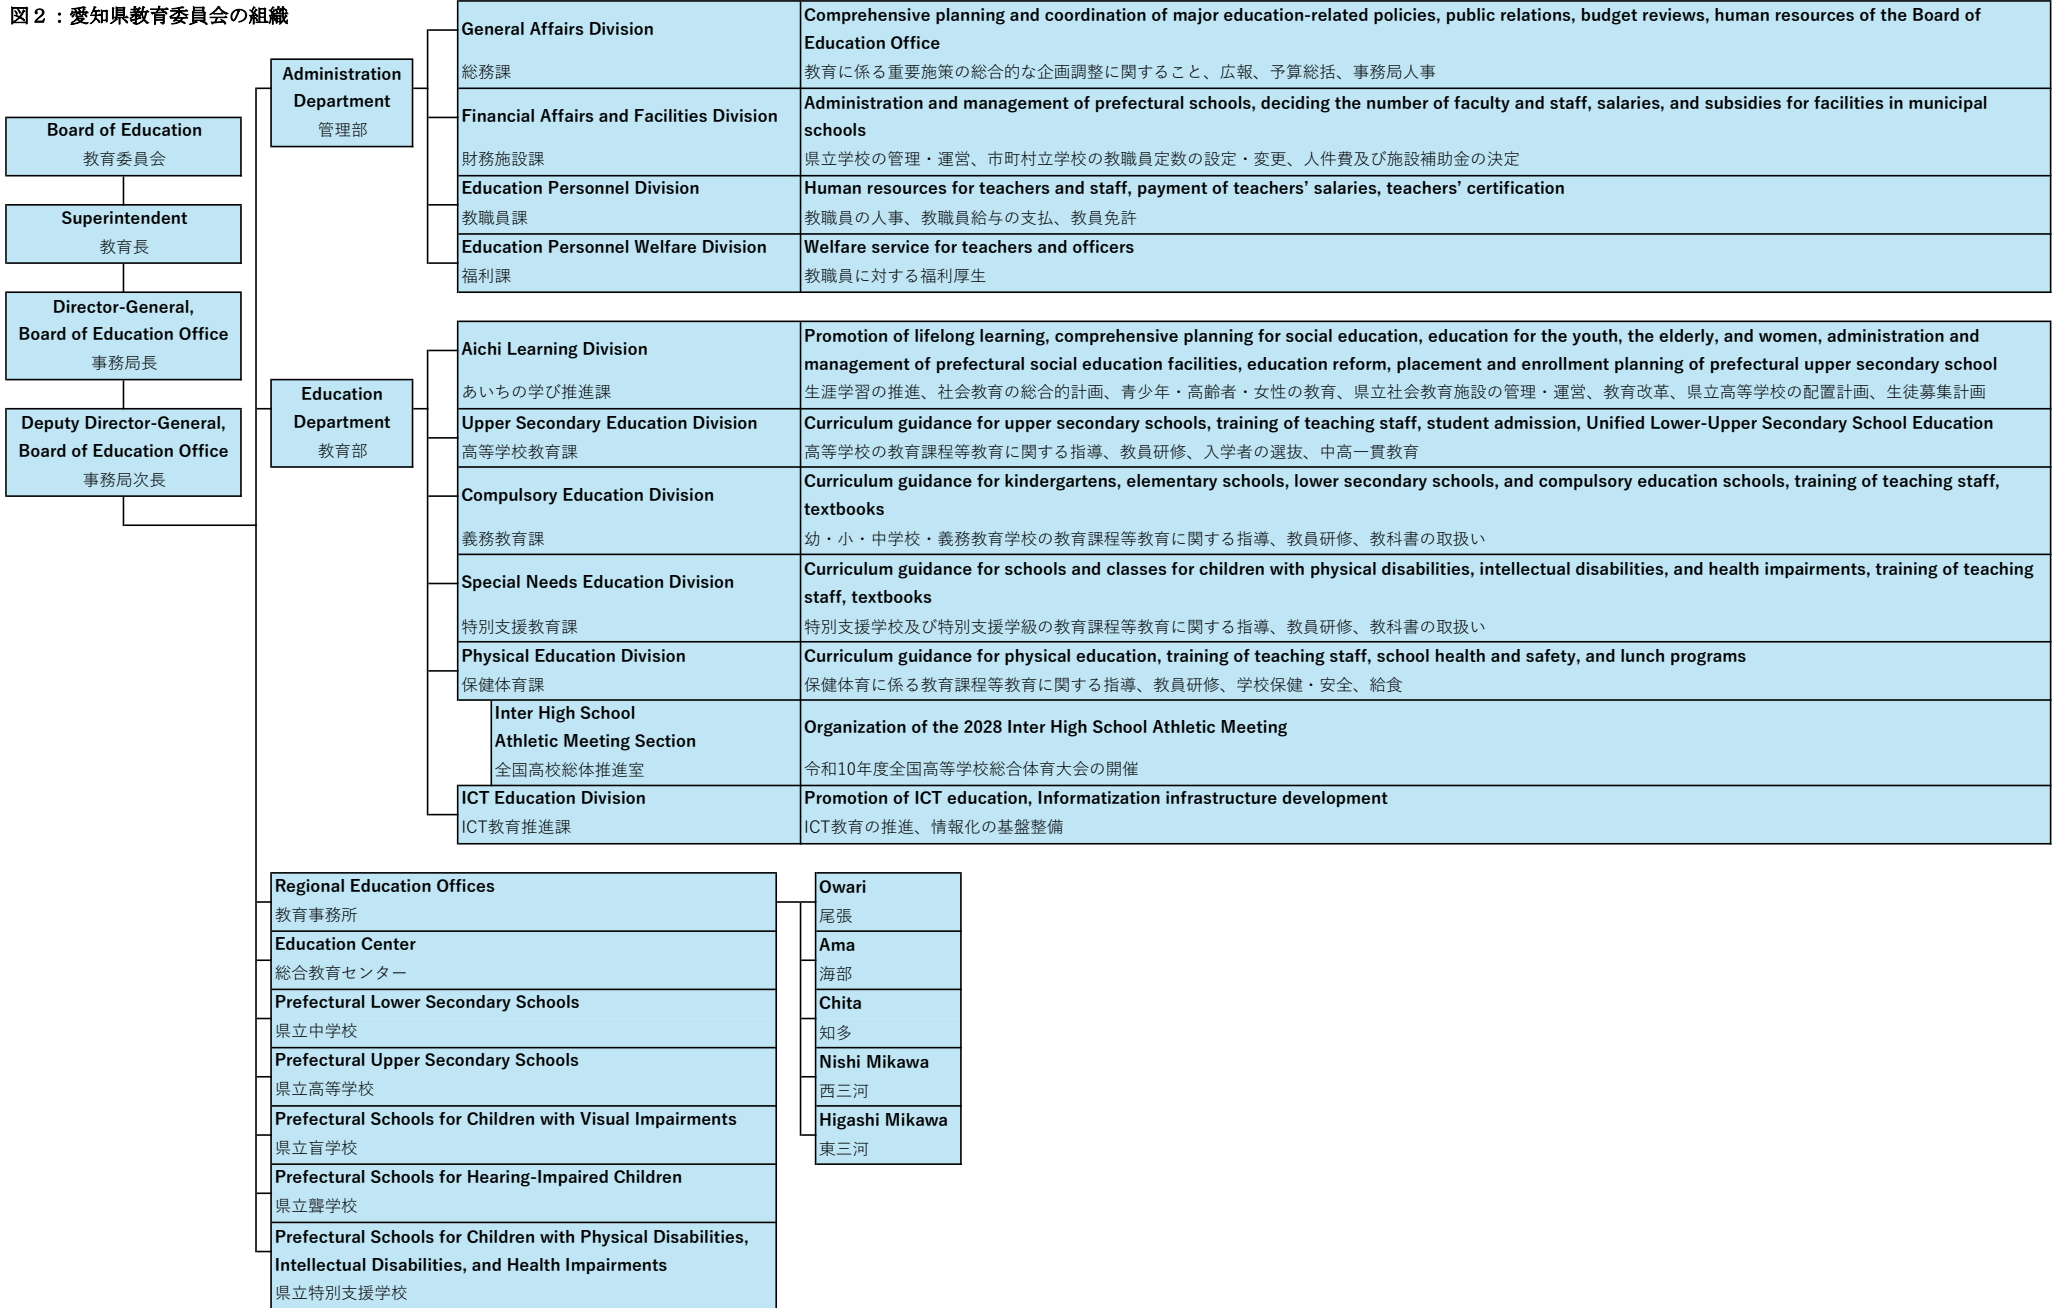 図２：愛知県教育委員会の組織
Board of Education
教育委員会
Superintendent
教育長
Director-General,
Board of Education Office
事務局長
Deputy Director-General,
Board of Education Office
事務局次長
Administration
Department
管理部
General Affairs Division
総務課
Comprehensive planning and coordination of major education-related policies, public relations, budget reviews, human resources of the Board of
Education Office
教育に係る重要施策の総合的な企画調整に関すること、広報、予算総括、事務局人事
Financial Affairs and Facilities Division
財務施設課
Administration and management of prefectural schools, deciding the number of faculty and staff, salaries, and subsidies for facilities in municipal
schools
県立学校の管理・運営、市町村立学校の教職員定数の設定・変更、人件費及び施設補助金の決定
Education Personnel Division
教職員課
Human resources for teachers and staff, payment of teachers’ salaries, teachers’ certification
教職員の人事、教職員給与の支払、教員免許
Education Personnel Welfare Division
福利課
Welfare service for teachers and officers
教職員に対する福利厚生
Education
Department
教育部
Aichi Learning Division
あいちの学び推進課
Promotion of lifelong learning, comprehensive planning for social education, education for the youth, the elderly, and women, administration and
management of prefectural social education facilities, education reform, placement and enrollment planning of prefectural upper secondary school
生涯学習の推進、社会教育の総合的計画、青少年・高齢者・女性の教育、県立社会教育施設の管理・運営、教育改革、県立高等学校の配置計画、生徒募集計画
Upper Secondary Education Division
高等学校教育課
Curriculum guidance for upper secondary schools, training of teaching staff, student admission, Unified Lower-Upper Secondary School Education
高等学校の教育課程等教育に関する指導、教員研修、入学者の選抜、中高一貫教育
Compulsory Education Division
義務教育課
Curriculum guidance for kindergartens, elementary schools, lower secondary schools, and compulsory education schools, training of teaching staff,
textbooks
幼・小・中学校・義務教育学校の教育課程等教育に関する指導、教員研修、教科書の取扱い
Special Needs Education Division
特別支援教育課
Curriculum guidance for schools and classes for children with physical disabilities, intellectual disabilities, and health impairments, training of teaching
staff, textbooks
特別支援学校及び特別支援学級の教育課程等教育に関する指導、教員研修、教科書の取扱い
Physical Education Division
保健体育課
Curriculum guidance for physical education, training of teaching staff, school health and safety, and lunch programs
保健体育に係る教育課程等教育に関する指導、教員研修、学校保健・安全、給食
Inter High School
Athletic Meeting Section
全国高校総体推進室
Organization of the 2028 Inter High School Athletic Meeting
令和10年度全国高等学校総合体育大会の開催
ICT Education Division
ICT教育推進課
Promotion of ICT education, Informatization infrastructure development
ICT教育の推進、情報化の基盤整備
Regional Education Offices
教育事務所
Education Center
総合教育センター
Prefectural Lower Secondary Schools
県立中学校
Prefectural Upper Secondary Schools
県立高等学校
Prefectural Schools for Children with Visual Impairments
県立盲学校
Prefectural Schools for Hearing-Impaired Children
県立聾学校
Prefectural Schools for Children with Physical Disabilities,
Intellectual Disabilities, and Health Impairments
県立特別支援学校
Owari
尾張
Ama
海部
Chita
知多
Nishi Mikawa
西三河
Higashi Mikawa
東三河